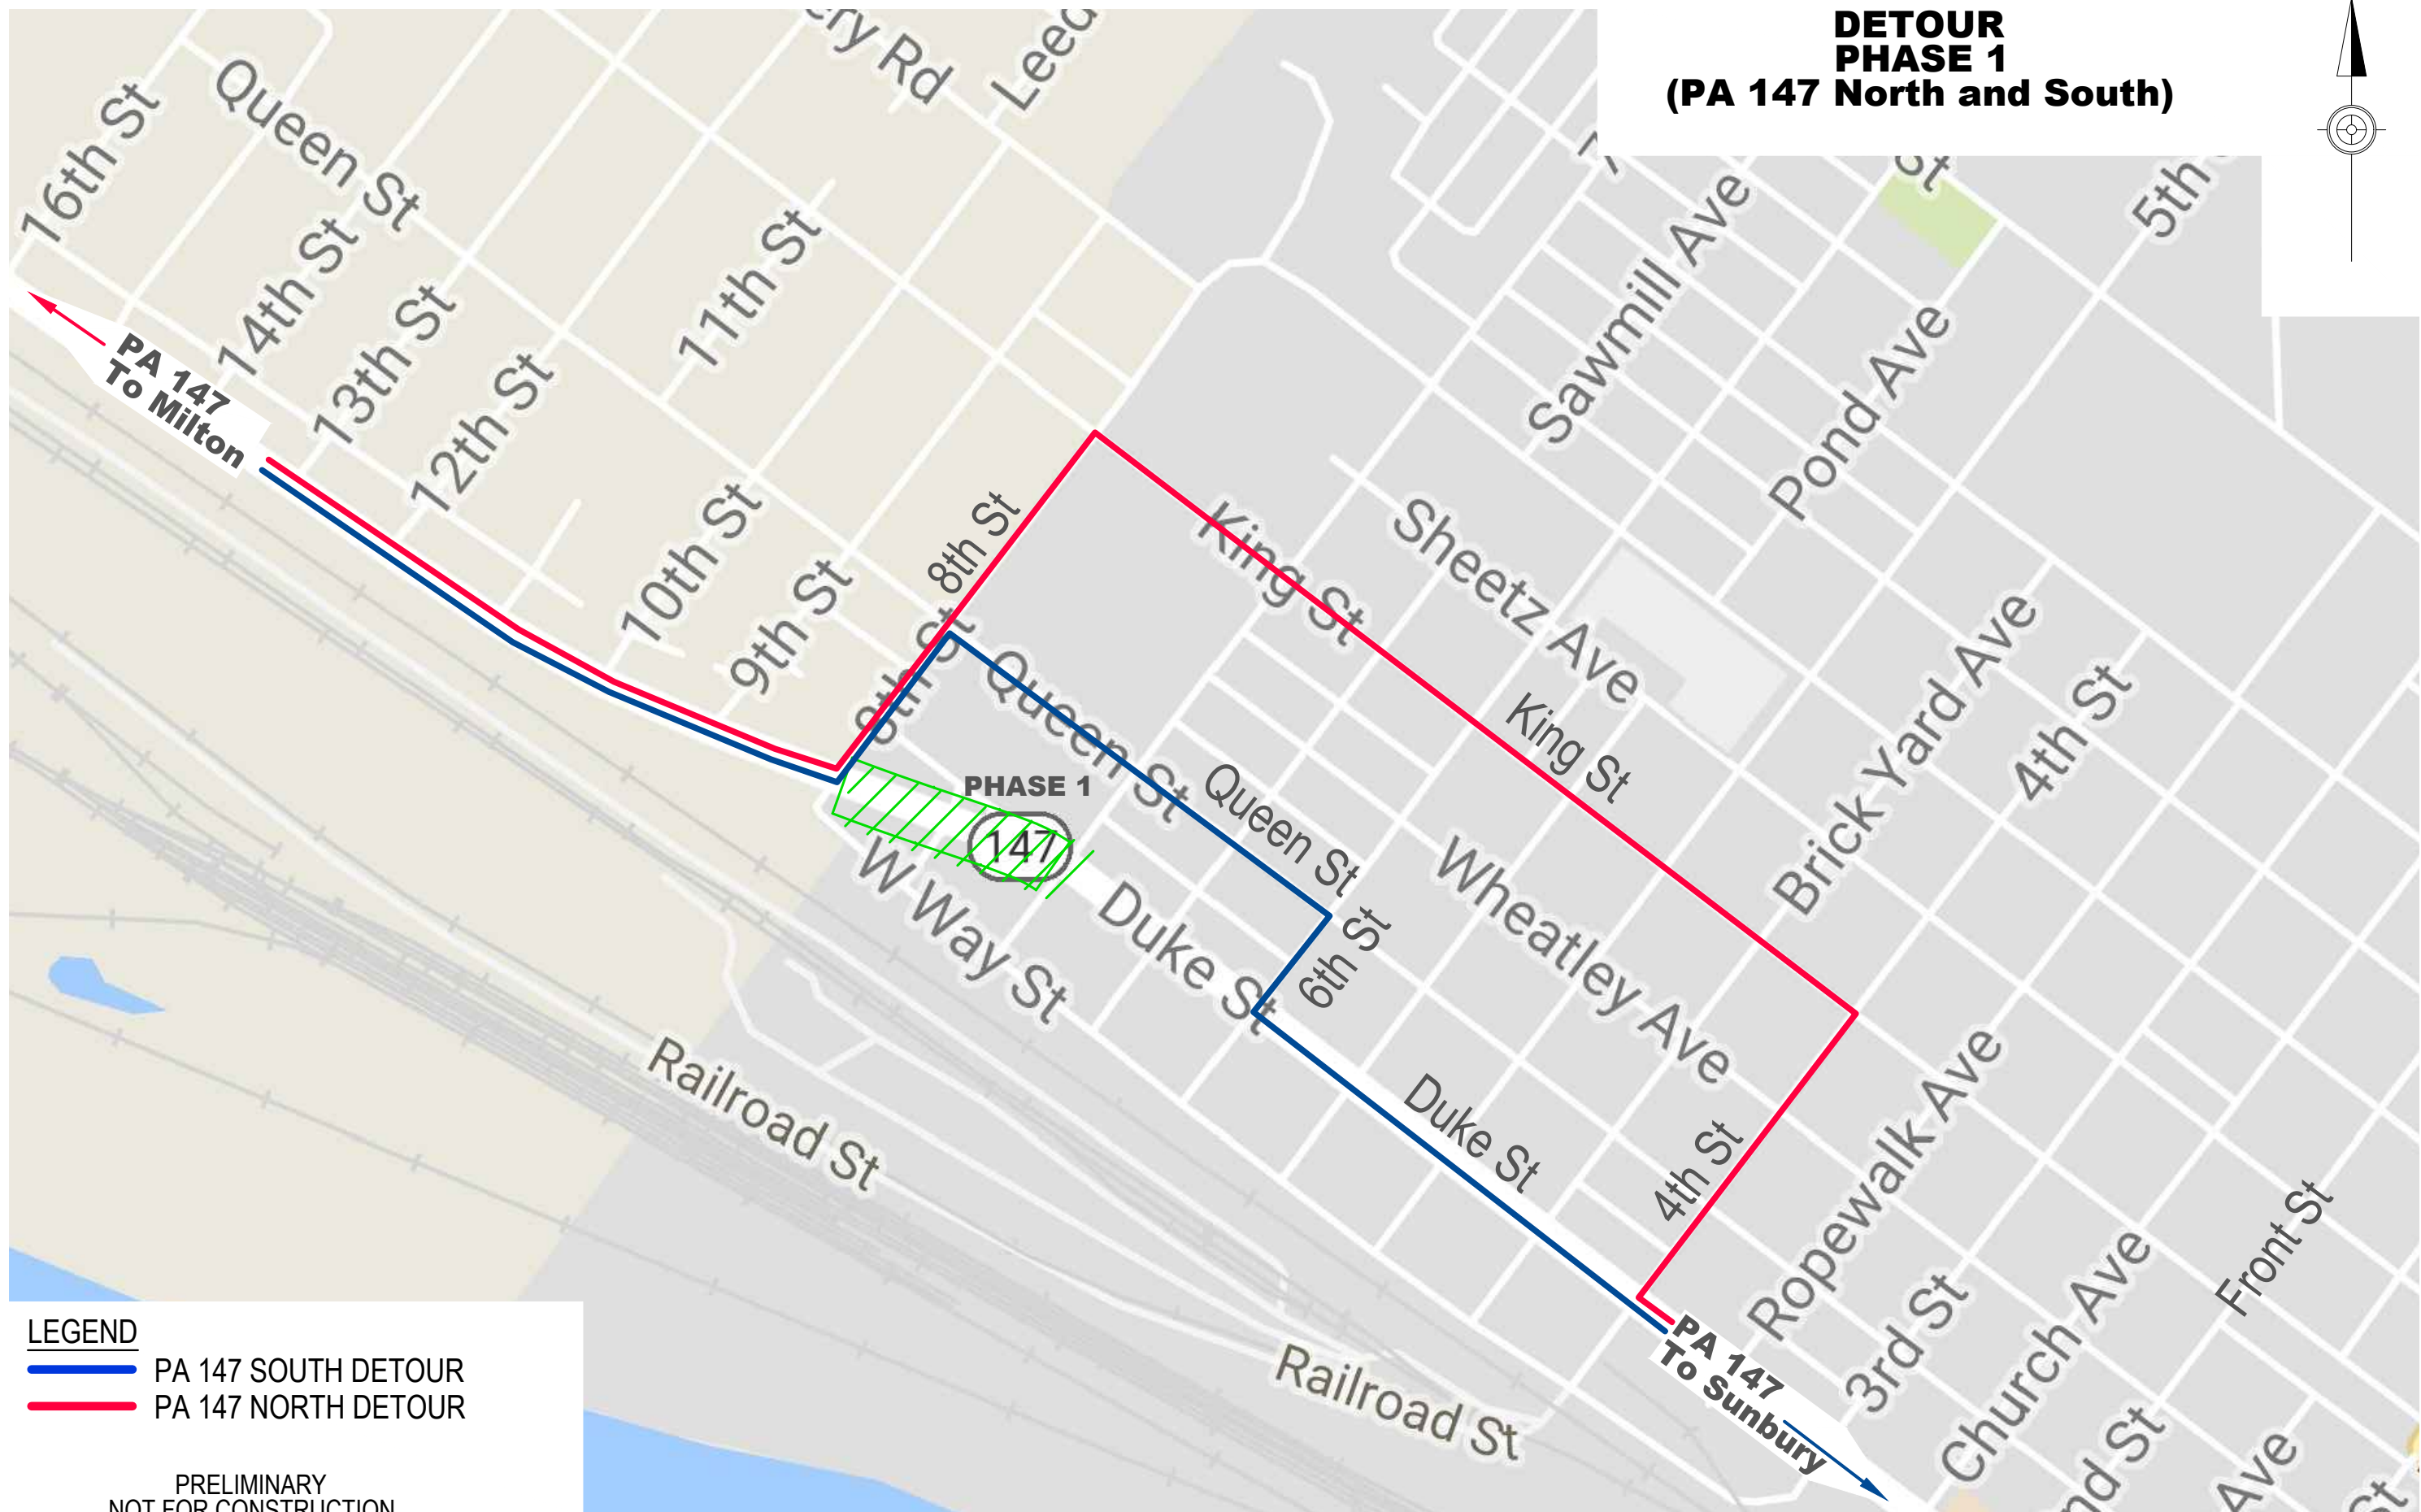 DETOUR
PHASE 1
(PA 147 North and South)
Queen St
16th St
14th St
13th St
12th St
11th St
10th St
9th St
8th St
8th St
PA 147
To Milton
Sawmill Ave
Pond Ave
5th
King St
Sheetz Ave
King St
Queen St
Queen St
PHASE 1
147
W Way St
Duke St
6th St
Wheatley Ave
Brick Yard Ave
4th St
Duke St
4th St
Ropewalk Ave
3rd St
Church Ave
Front St
Railroad St
Railroad St
PA 147
To Sunbury
Ave
St
LEGEND
PA 147 SOUTH DETOUR
PA 147 NORTH DETOUR
PRELIMINARY
NOT FOR CONSTRUCTION